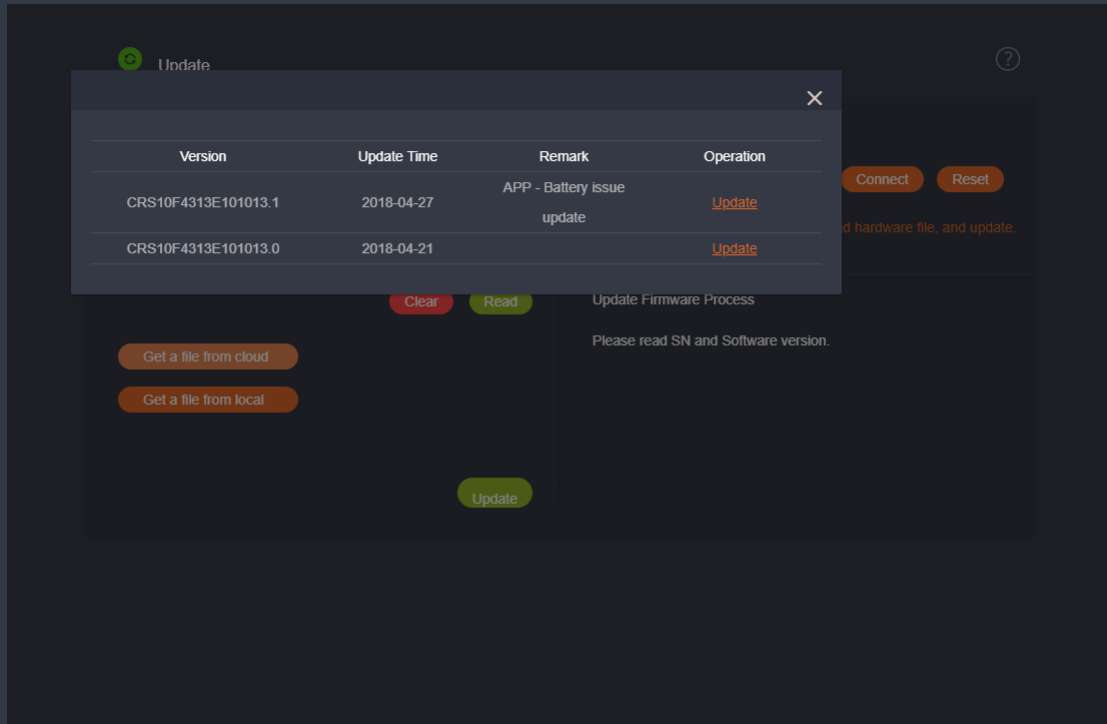 Update
?
Version Update Time Remark Operation
APP - Battery issue
CRS10F4313E101013.1 2018-04-27 Update
update
CRS10F4313E101013.0 2018-04-21 Update
Connect Reset
d hardware file, and update.
Clear Read
Get a file from cloud
Get a file from local
Update
Update Firmware Process
Please read SN and Software version.